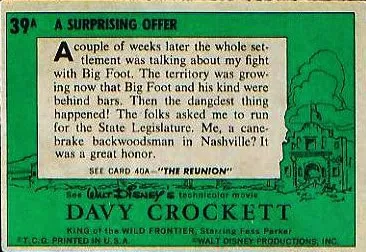 39A A SURPRISING OFFER
A couple of weeks later the whole set-
tlement was talking about my fight
with Big Foot. The territory was grow-
ing now that Big Foot and his kind were
behind bars. Then the dangdest thing
happened! The folks asked me to run
for the State Legislature. Me, a cane-
brake backwoodsman in Nashville? It
was a great honor.
SEE CARD 40A—"THE REUNION"
See WALT DISNEY'S technicolor movie
DAVY CROCKETT
KING of the WILD FRONTIER, Starring Fess Parker
©T.C.G. PRINTED IN U.S.A. ©WALT DISNEY PRODUCTIONS, INC.